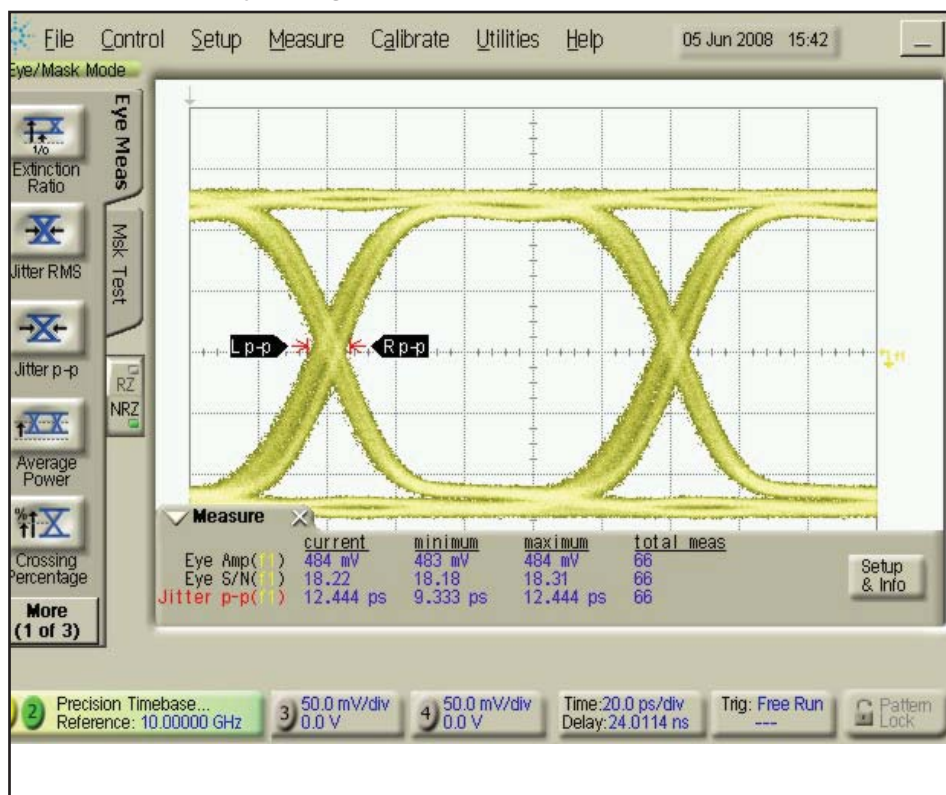 File Control Setup Measure Calibrate Utilities Help 05 Jun 2008 15:42
Eye/Mask Mode
Eye Meas
Msk Test
1/0
Extinction
Ratio
Jitter RMS
Jitter p-p
RZ
NRZ
Average
Power
Crossing
Percentage
More
(1 of 3)
L p-p R p-p
f1
Measure
current minimum maximum total meas
Eye Amp(f1) 484 mV 483 mV 484 mV 66
Eye S/N(f1) 18.22 18.18 18.31 66
Jitter p-p(f1) 12.444 ps 9.333 ps 12.444 ps 66
Setup
& Info
2 Precision Timebase...
Reference: 10.00000 GHz
3 50.0 mV/div
0.0 V
4 50.0 mV/div
0.0 V
Time:20.0 ps/div
Delay:24.0114 ns
Trig: Free Run
---
Pattern
Lock